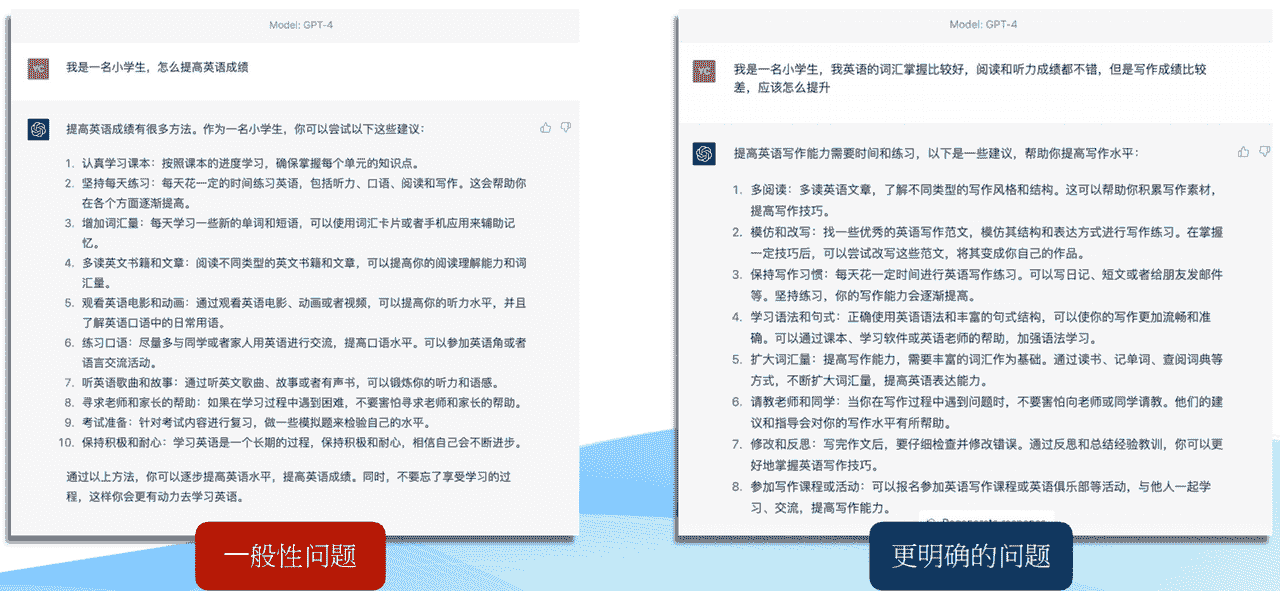 Model: GPT-4
我是一名小学生，怎么提高英语成绩
提高英语成绩有很多方法。作为一名小学生，你可以尝试以下这些建议：
1. 认真学习课本：按照课本的进度学习，确保掌握每个单元的知识点。
2. 坚持每天练习：每天花一定的时间练习英语，包括听力、口语、阅读和写作。这会帮助你
在各个方面逐渐提高。
3. 增加词汇量：每天学习一些新的单词和短语，可以使用词汇卡片或者手机应用来辅助记
忆。
4. 多读英文书籍和文章：阅读不同类型的英文书籍和文章，可以提高你的阅读理解能力和词
汇量。
5. 观看英语电影和动画：通过观看英语电影、动画或者视频，可以提高你的听力水平，并且
了解英语口语中的日常用语。
6. 练习口语：尽量多与同学或者家人用英语进行交流，提高口语水平。可以参加英语角或者
语言交流活动。
7. 听英语歌曲和故事：通过听英文歌曲、故事或者有声书，可以锻炼你的听力和语感。
8. 寻求老师和家长的帮助：如果在学习过程中遇到困难，不要害怕寻求老师和家长的帮助。
9. 考试准备：针对考试内容进行复习，做一些模拟题来检验自己的水平。
10. 保持积极和耐心：学习英语是一个长期的过程，保持积极和耐心，相信自己会不断进步。
通过以上方法，你可以逐步提高英语水平，提高英语成绩。同时，不要忘了享受学习的过
程，这样你会更有动力去学习英语。
一般性问题
Model: GPT-4
我是一名小学生，我英语的词汇掌握比较好，阅读和听力成绩都不错，但是写作成绩比较
差，应该怎么提升
提高英语写作能力需要时间和练习，以下是一些建议，帮助你提高写作水平：
1. 多阅读：多读英语文章，了解不同类型的写作风格和结构。这可以帮助你积累写作素材，
提高写作技巧。
2. 模仿和改写：找一些优秀的英语写作范文，模仿其结构和表达方式进行写作练习。在掌握
一定技巧后，可以尝试改写这些范文，将其变成你自己的作品。
3. 保持写作习惯：每天花一定时间进行英语写作练习。可以写日记、短文或者给朋友发邮件
等。坚持练习，你的写作能力会逐渐提高。
4. 学习语法和句式：正确使用英语语法和丰富的句式结构，可以使你的写作更加流畅和准
确。可以通过课本、学习软件或英语老师的帮助，加强语法学习。
5. 扩大词汇量：提高写作能力，需要丰富的词汇作为基础。通过读书、记单词、查阅词典等
方式，不断扩大词汇量，提高英语表达能力。
6. 请教老师和同学：当你在写作过程中遇到问题时，不要害怕向老师或同学请教。他们的建
议和指导会对你的写作水平有所帮助。
7. 修改和反思：写完作文后，要仔细检查并修改错误。通过反思和总结经验教训，你可以更
好地掌握英语写作技巧。
8. 参加写作课程或活动：可以报名参加英语写作课程或英语俱乐部等活动，与他人一起学
习、交流，提高写作能力。
更明确的问题